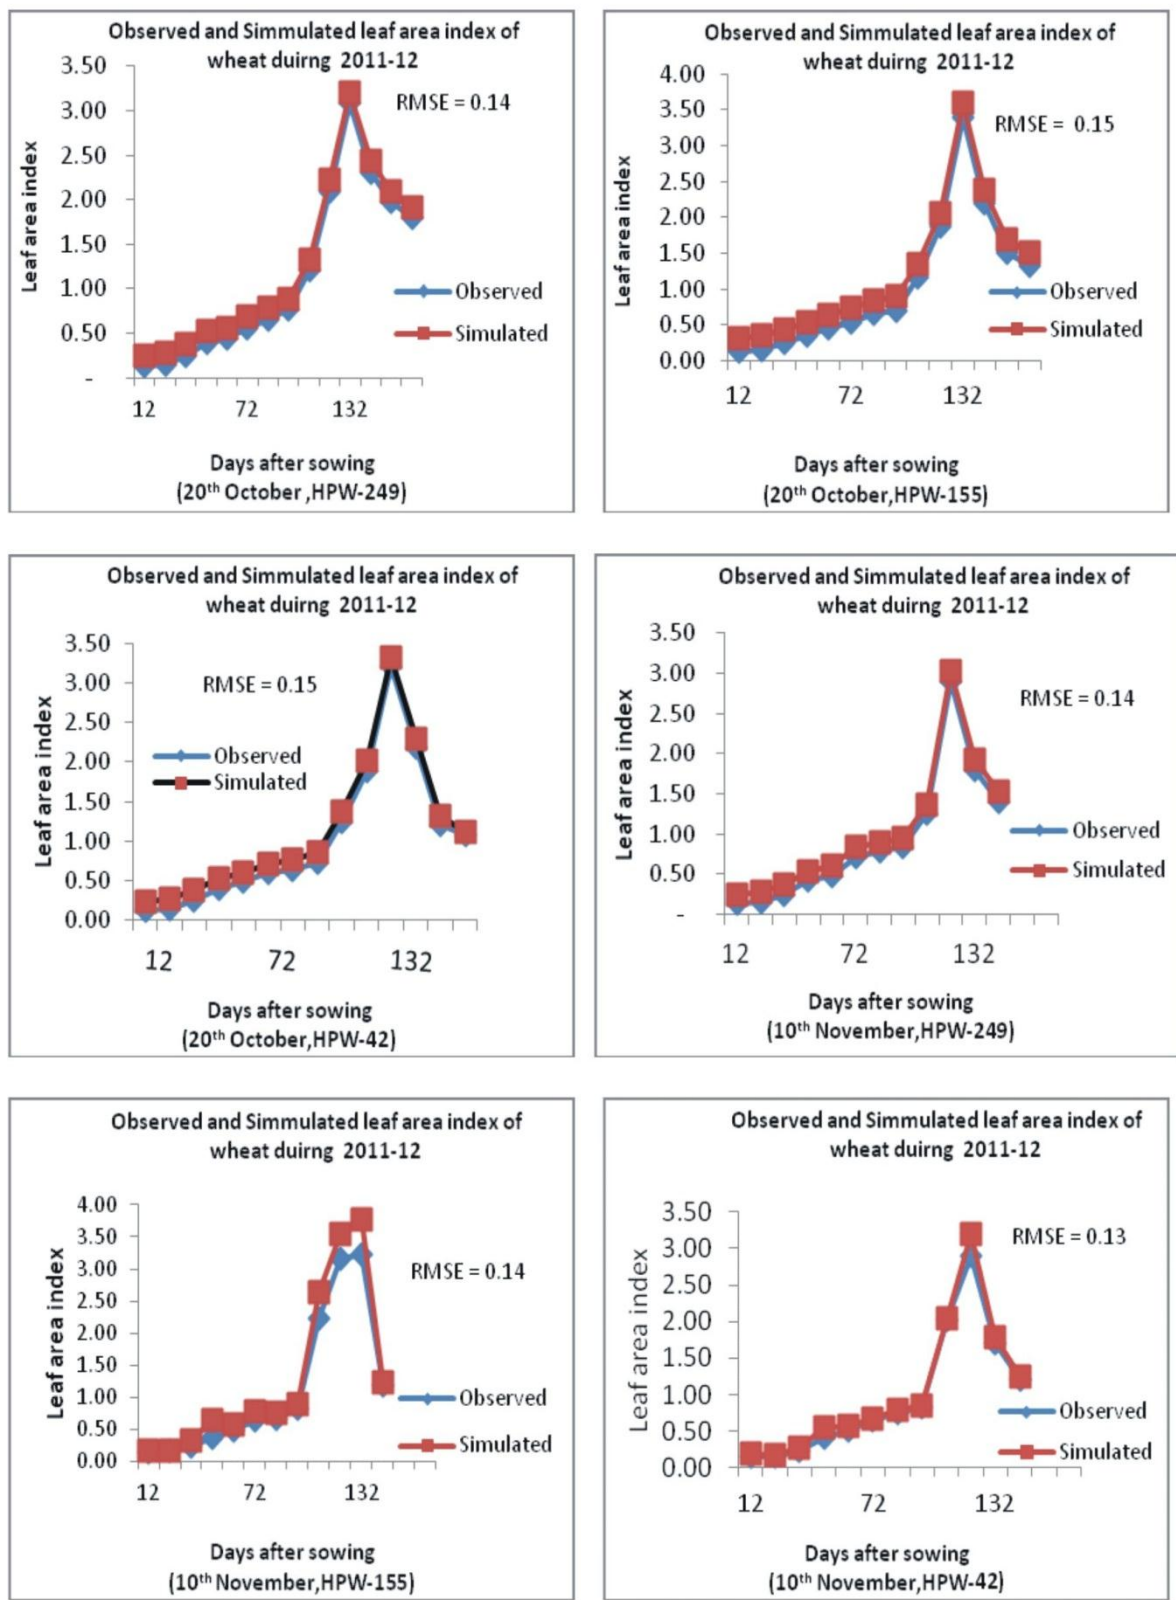 Observed and Simmulated leaf area index of
wheat duirng 2011-12
3.50
3.00
2.50
2.00
1.50
1.00
0.50
-
Leaf area index
RMSE = 0.14
Observed
Simulated
12 72 132
Days after sowing
(20th October ,HPW-249)
Observed and Simmulated leaf area index of
wheat duirng 2011-12
4.00
3.50
3.00
2.50
2.00
1.50
1.00
0.50
0.00
Leaf area index
RMSE = 0.15
Observed
Simulated
12 72 132
Days after sowing
(20th October,HPW-155)
Observed and Simmulated leaf area index of
wheat duirng 2011-12
3.50
3.00
2.50
2.00
1.50
1.00
0.50
0.00
Leaf area index
RMSE = 0.15
Observed
Simulated
12 72 132
Days after sowing
(20th October,HPW-42)
Observed and Simmulated leaf area index of
wheat duirng 2011-12
3.50
3.00
2.50
2.00
1.50
1.00
0.50
-
Leaf area index
RMSE = 0.14
Observed
Simulated
12 72 132
Days after sowing
(10th November,HPW-249)
Observed and Simmulated leaf area index of
wheat duirng 2011-12
4.00
3.50
3.00
2.50
2.00
1.50
1.00
0.50
0.00
Leaf area index
RMSE = 0.14
Observed
Simulated
12 72 132
Days after sowing
(10th November,HPW-155)
Observed and Simmulated leaf area index of
wheat duirng 2011-12
3.50
3.00
2.50
2.00
1.50
1.00
0.50
0.00
Leaf area index
RMSE = 0.13
Observed
Simulated
12 72 132
Days after sowing
(10th November,HPW-42)